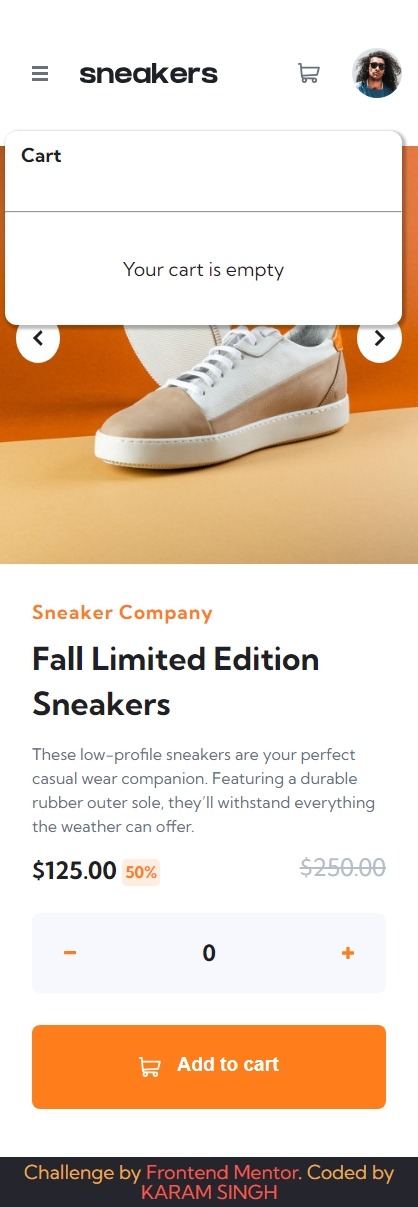 sneakers
Cart
Your cart is empty
Sneaker Company
Fall Limited Edition
Sneakers
These low-profile sneakers are your perfect
casual wear companion. Featuring a durable
rubber outer sole, they’ll withstand everything
the weather can offer.
$125.00 50% $250.00
0
Add to cart
Challenge by Frontend Mentor. Coded by
KARAM SINGH